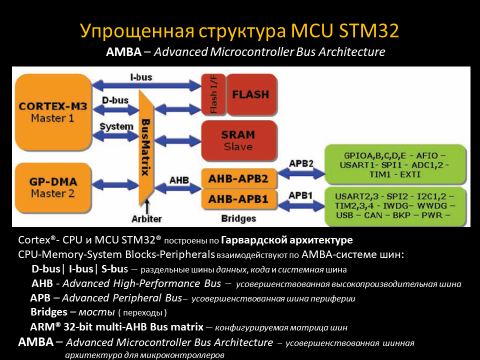 Упрощенная структура MCU STM32
AMBA – Advanced Microcontroller Bus Architecture
I-bus
Flash I/F
FLASH
D-bus
CORTEX-M3
Master 1
System
BusMatrix
SRAM
Slave
GP-DMA
Master 2
AHB
AHB-APB2
AHB-APB1
Arbiter
Bridges
APB2
GPIOA,B,C,D,E - AFIO –
USART1- SPI1 - ADC1,2 -
TIM1 - EXTI
APB1
USART2,3 - SPI2 - I2C1,2 –
TIM2,3,4 - IWDG– WWDG –
USB – CAN – BKP – PWR –
Cortex®- CPU и MCU STM32® построены по Гарвардской архитектуре
CPU-Memory-System Blocks-Peripherals взаимодействуют по AMBA-системе шин:
D-bus| I-bus| S-bus – раздельные шины данных, кода и системная шина
AHB - Advanced High-Performance Bus – усовершенствованная высокопроизводительная шина
APB – Advanced Peripheral Bus– усовершенствованная шина периферии
Bridges – мосты ( переходы )
ARM® 32-bit multi-AHB Bus matrix – конфигурируемая матрица шин
AMBA – Advanced Microcontroller Bus Architecture – усовершенствованная шинная
архитектура для микроконтроллеров